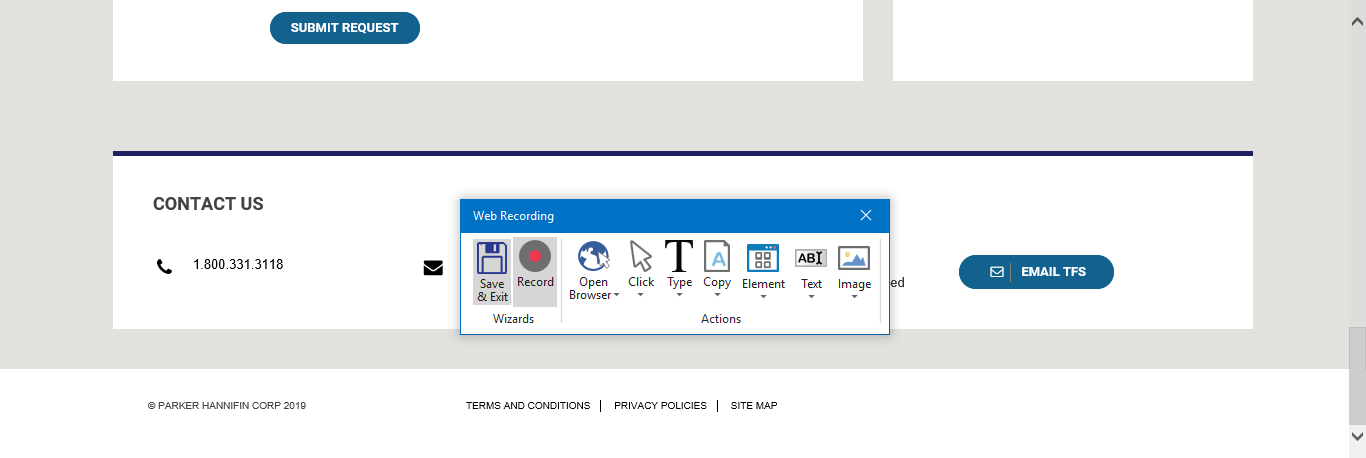 SUBMIT REQUEST
CONTACT US
Web Recording
1.800.331.3118
Save
& Exit
Record
Open
Browser
Click
Type
Copy
Element
Text
Image
Wizards
Actions
ed
EMAIL TFS
© PARKER HANNIFIN CORP 2019
TERMS AND CONDITIONS | PRIVACY POLICIES | SITE MAP